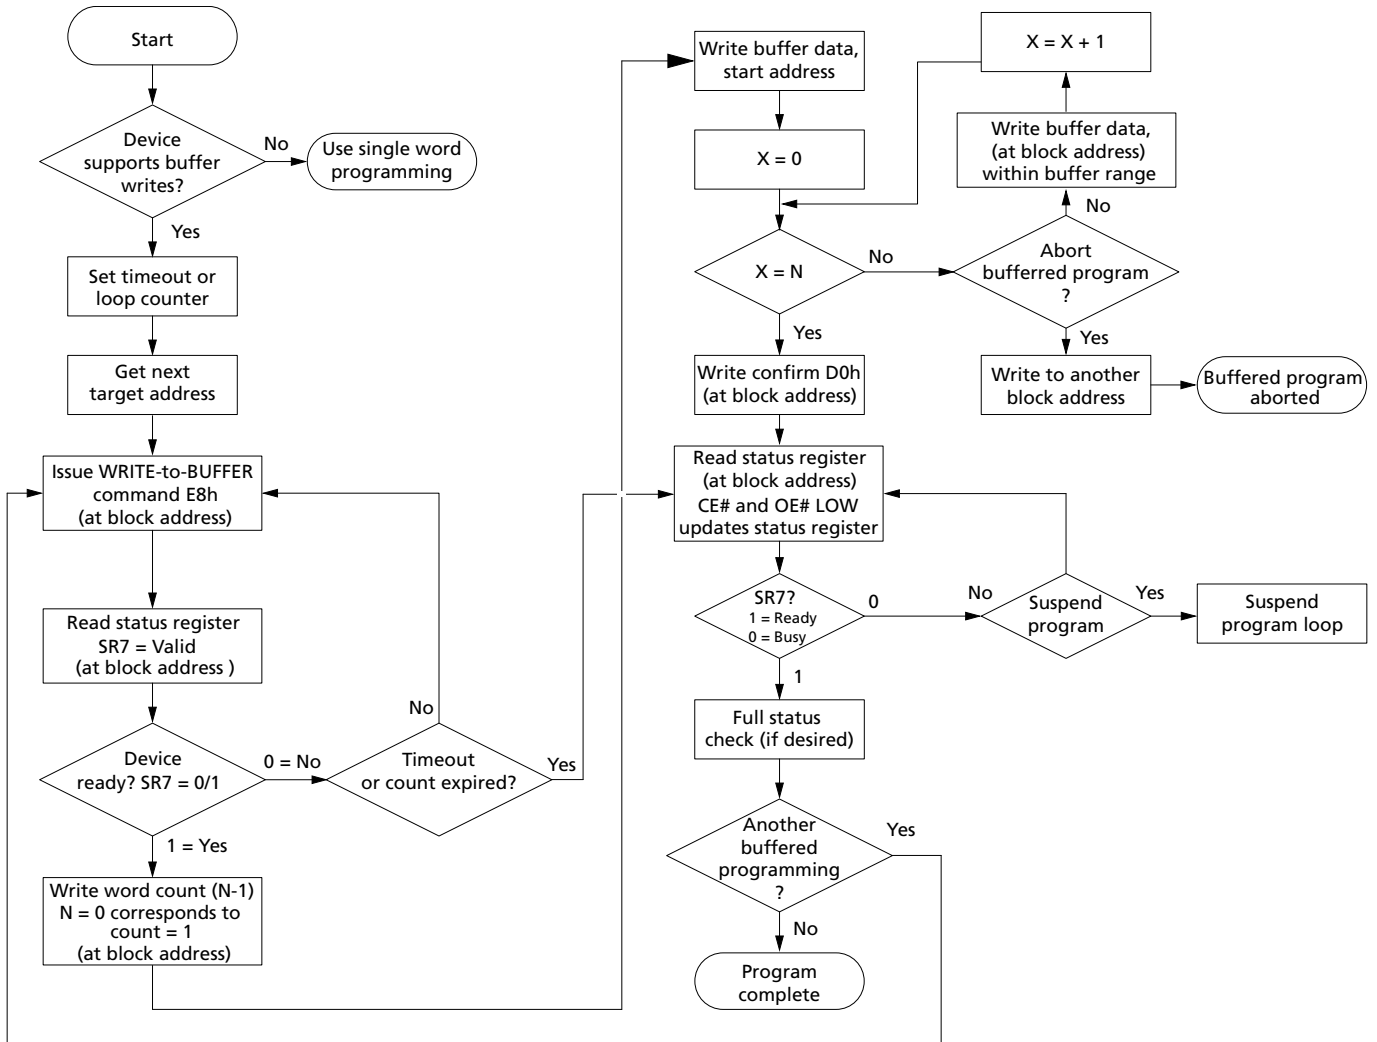 Start
Device
supports buffer
writes?
No
Use single word
programming
Yes
Set timeout or
loop counter
Get next
target address
Issue WRITE-to-BUFFER
command E8h
(at block address)
Read status register
SR7 = Valid
(at block address )
Device
ready? SR7 = 0/1
0 = No
No
Timeout
or count expired?
Yes
1 = Yes
Write word count (N-1)
N = 0 corresponds to
count = 1
(at block address)
Write buffer data,
start address
X = 0
X = N
No
Abort
bufferred program
?
No
Write buffer data,
(at block address)
within buffer range
X = X + 1
Yes
Write to another
block address
Buffered program
aborted
Yes
Write confirm D0h
(at block address)
Read status register
(at block address)
CE# and OE# LOW
updates status register
SR7?
1 = Ready
0 = Busy
0
No
Suspend
program
Yes
Suspend
program loop
1
Full status
check (if desired)
Another
buffered
programming
?
Yes
No
Program
complete